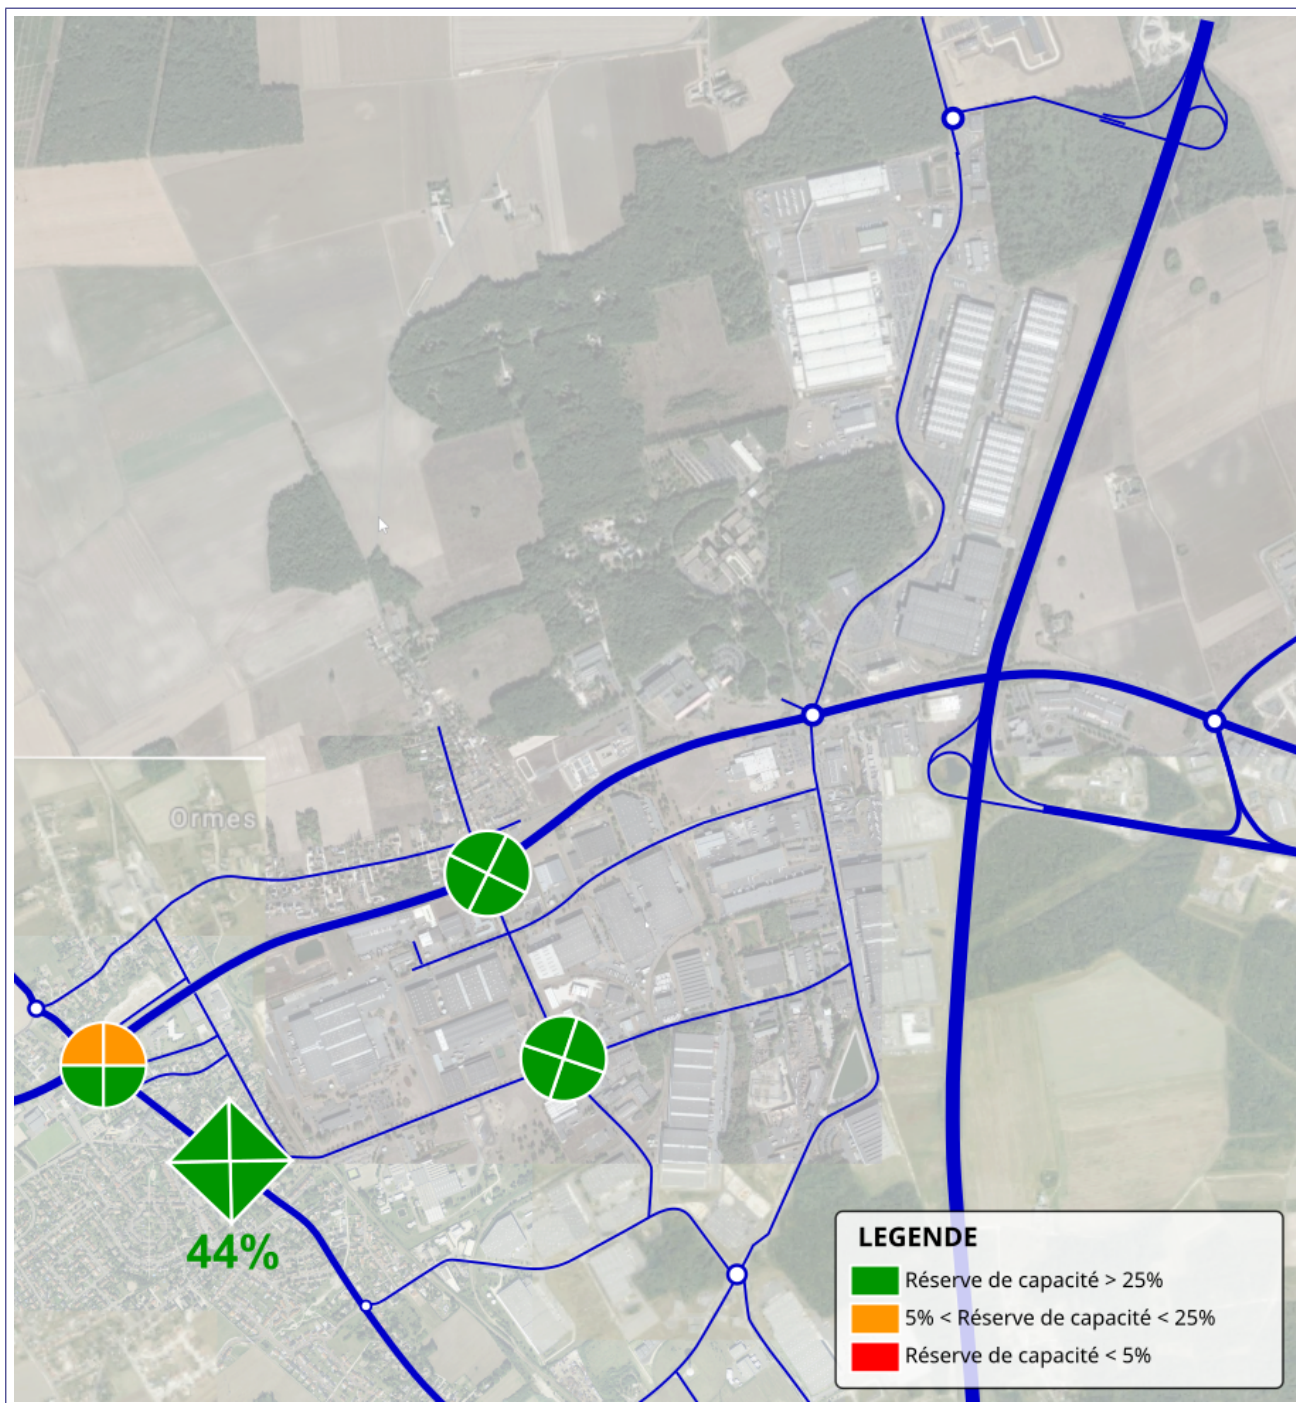 Ormes
44%
LEGENDE
Réserve de capacité > 25%
5% < Réserve de capacité < 25%
Réserve de capacité < 5%